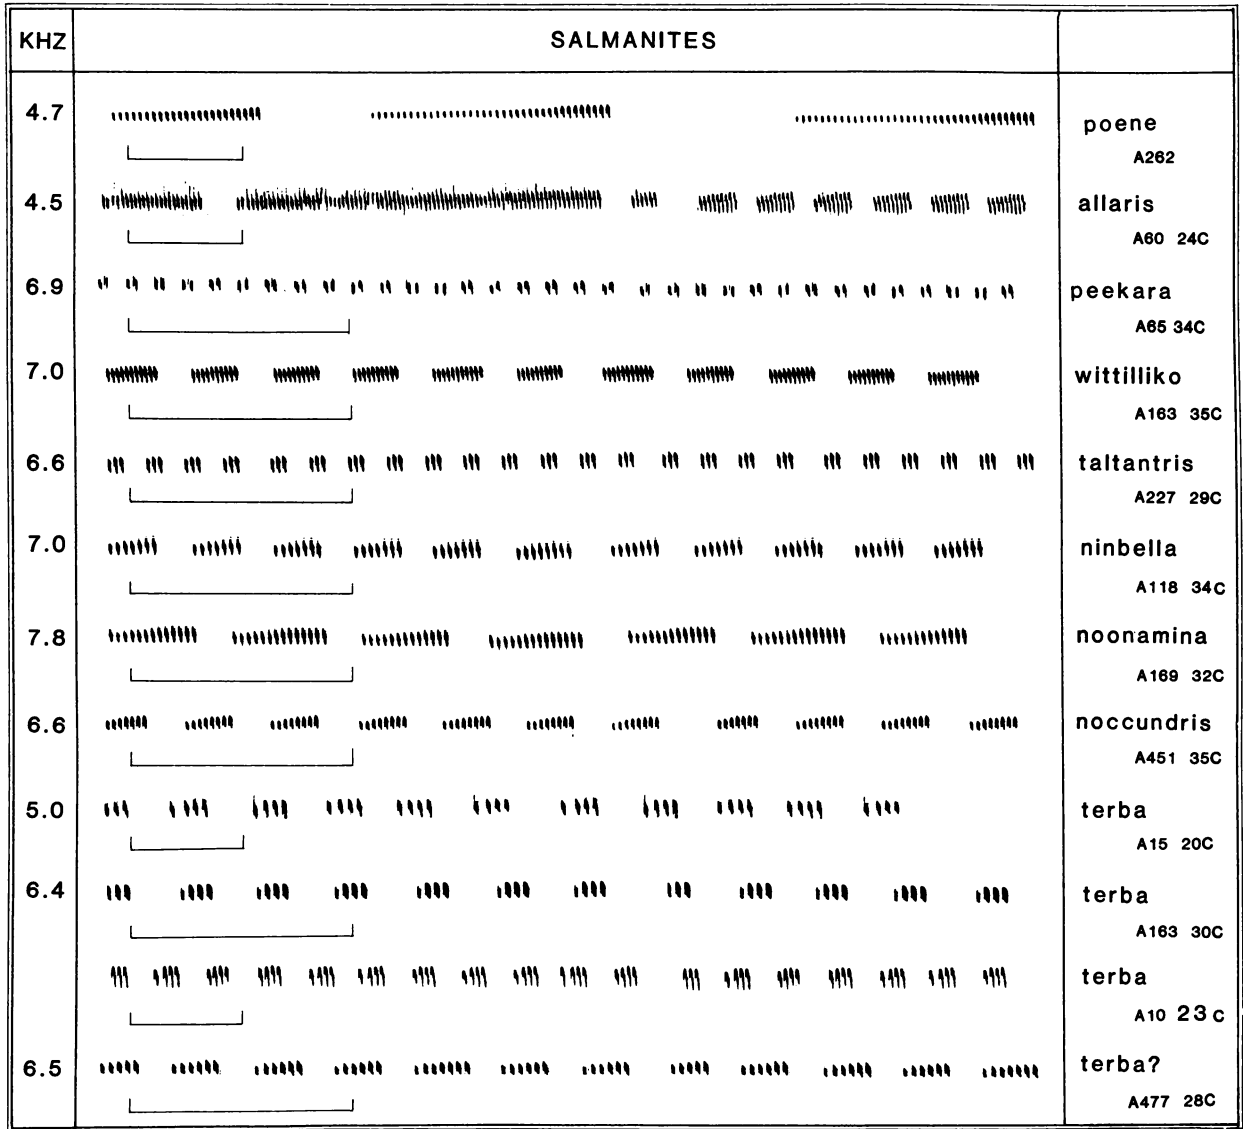 KHZ SALMANITES
4.7 poene
A262
4.5 allaris
A60 24C
6.9 peekara
A65 34C
7.0 wittilliko
A163 35C
6.6 taltantris
A227 29C
7.0 ninbella
A118 34C
7.8 noonamina
A169 32C
6.6 noccundris
A451 35C
5.0 terba
A15 20C
6.4 terba
A163 30C
terba
A10 23C
6.5 terba?
A477 28C